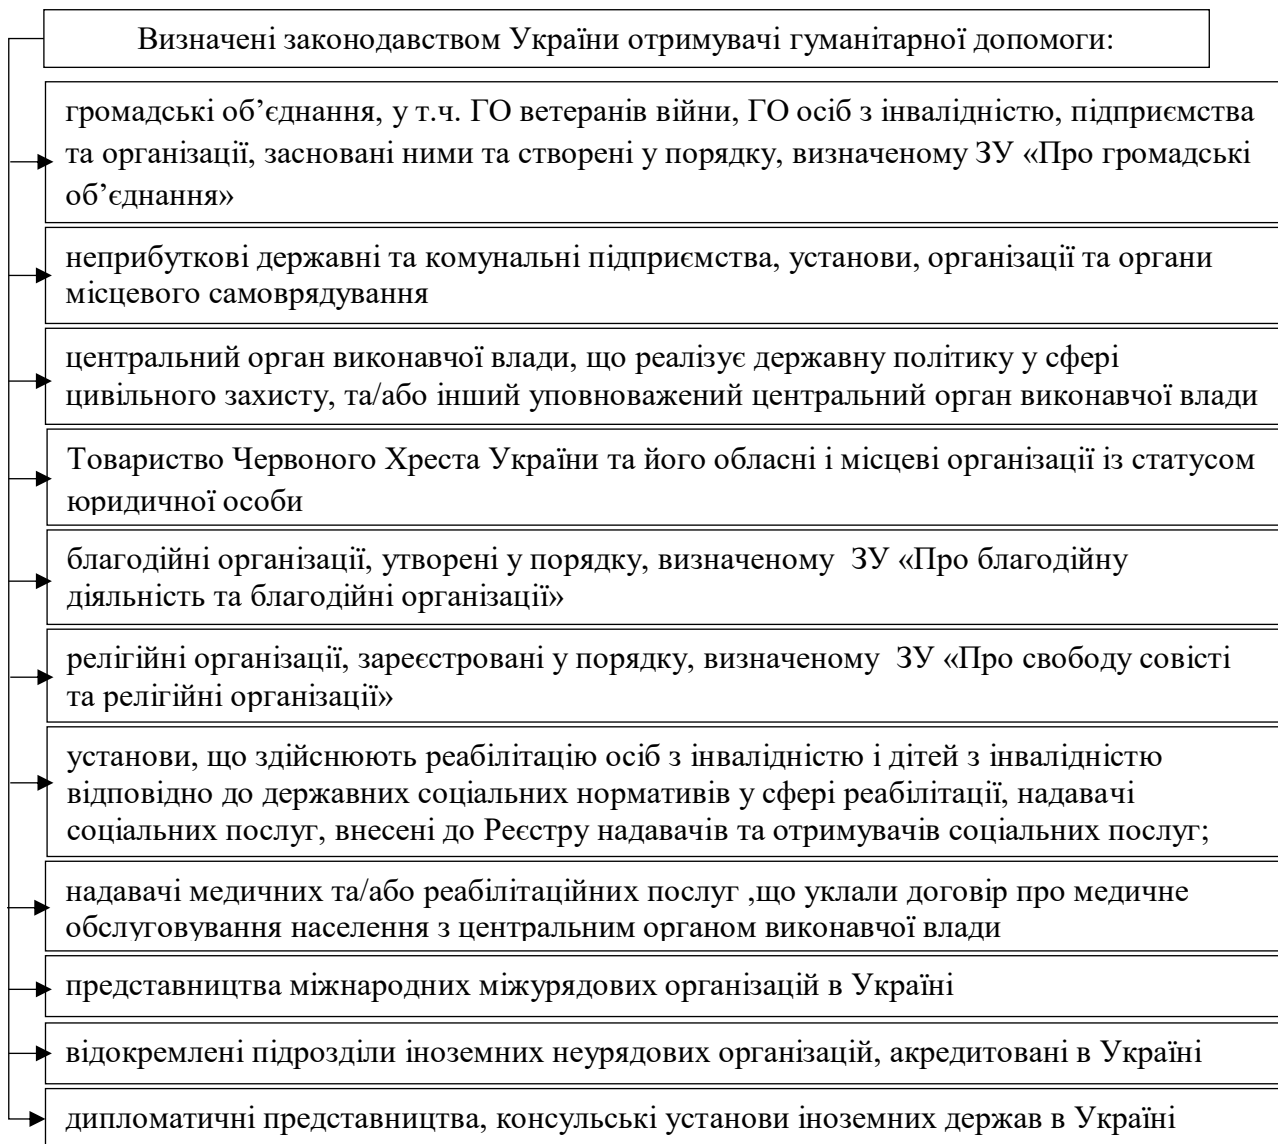 Визначені законодавством України отримувачі гуманітарної допомоги:
громадські об’єднання, у т.ч. ГО ветеранів війни, ГО осіб з інвалідністю, підприємства
та організації, засновані ними та створені у порядку, визначеному ЗУ «Про громадські
об’єднання»
неприбуткові державні та комунальні підприємства, установи, організації та органи
місцевого самоврядування
центральний орган виконавчої влади, що реалізує державну політику у сфері
цивільного захисту, та/або інший уповноважений центральний орган виконавчої влади
Товариство Червоного Хреста України та його обласні і місцеві організації із статусом
юридичної особи
благодійні організації, утворені у порядку, визначеному ЗУ «Про благодійну
діяльність та благодійні організації»
релігійні організації, зареєстровані у порядку, визначеному ЗУ «Про свободу совісті
та релігійні організації»
установи, що здійснюють реабілітацію осіб з інвалідністю і дітей з інвалідністю
відповідно до державних соціальних нормативів у сфері реабілітації, надавачі
соціальних послуг, внесені до Реєстру надавачів та отримувачів соціальних послуг;
надавачі медичних та/або реабілітаційних послуг ,що уклали договір про медичне
обслуговування населення з центральним органом виконавчої влади
представництва міжнародних міжурядових організацій в Україні
відокремлені підрозділи іноземних неурядових організацій, акредитовані в Україні
дипломатичні представництва, консульські установи іноземних держав в Україні